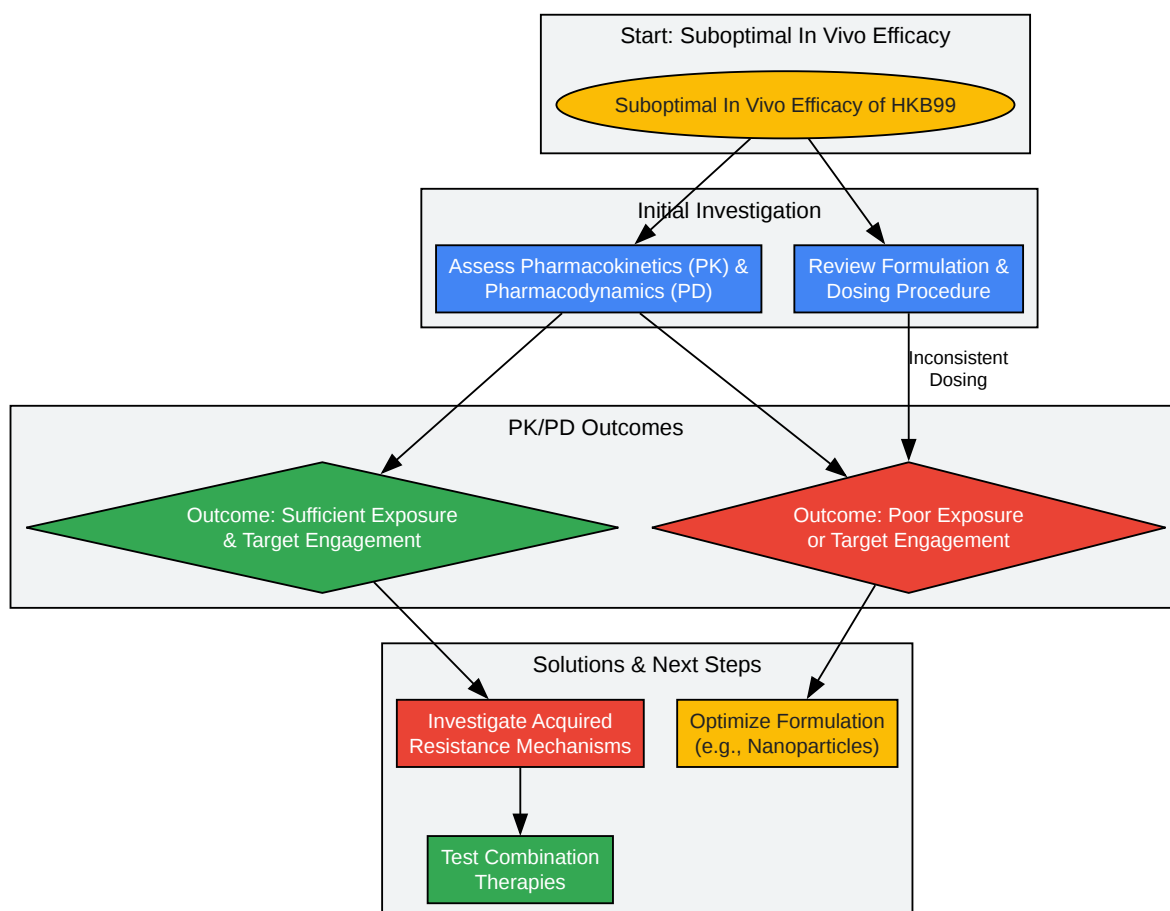 Start: Suboptimal In Vivo Efficacy
Suboptimal In Vivo Efficacy of HKB99
Initial Investigation
Assess Pharmacokinetics (PK) &
Pharmacodynamics (PD)
Review Formulation &
Dosing Procedure
Inconsistent
Dosing
PK/PD Outcomes
Outcome: Sufficient Exposure
& Target Engagement
Outcome: Poor Exposure
or Target Engagement
Solutions & Next Steps
Investigate Acquired
Resistance Mechanisms
Optimize Formulation
(e.g., Nanoparticles)
Test Combination
Therapies